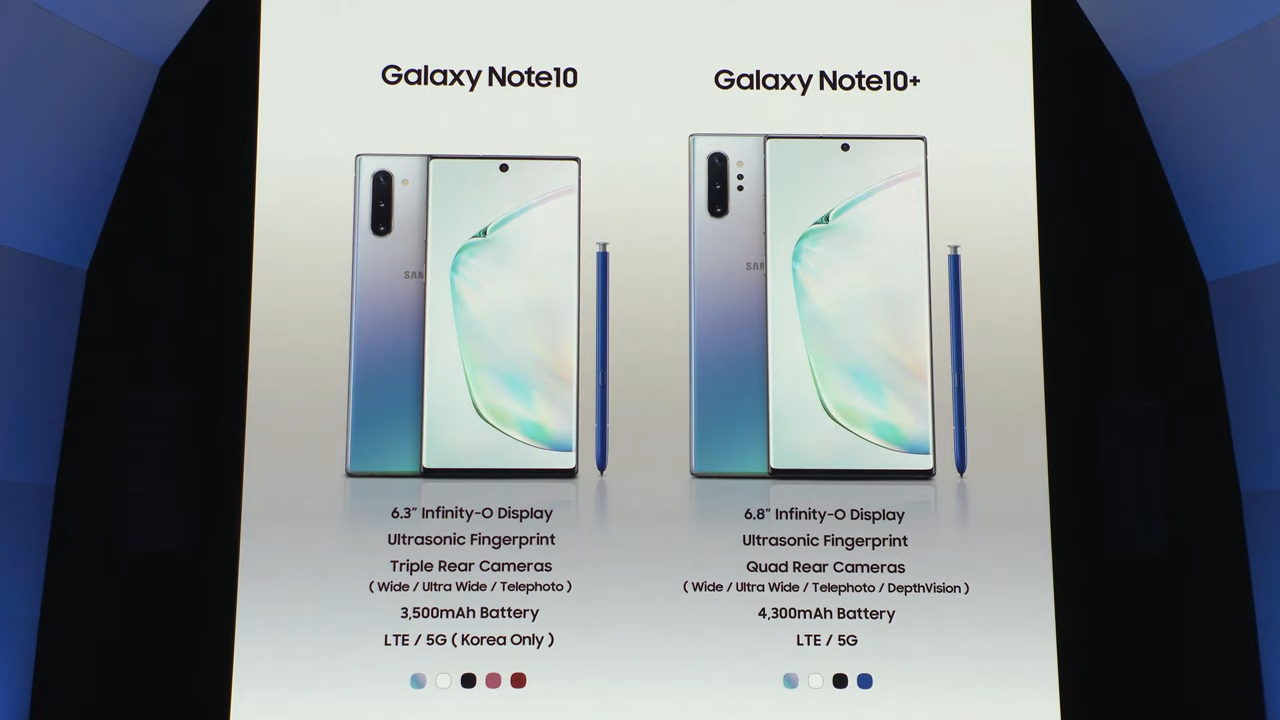 Galaxy Note10
SAM
6.3" Infinity-O Display
Ultrasonic Fingerprint
Triple Rear Cameras
( Wide / Ultra Wide / Telephoto )
3,500mAh Battery
LTE / 5G ( Korea Only )
Galaxy Note10+
SAM
6.8" Infinity-O Display
Ultrasonic Fingerprint
Quad Rear Cameras
( Wide / Ultra Wide / Telephoto / DepthVision )
4,300mAh Battery
LTE / 5G